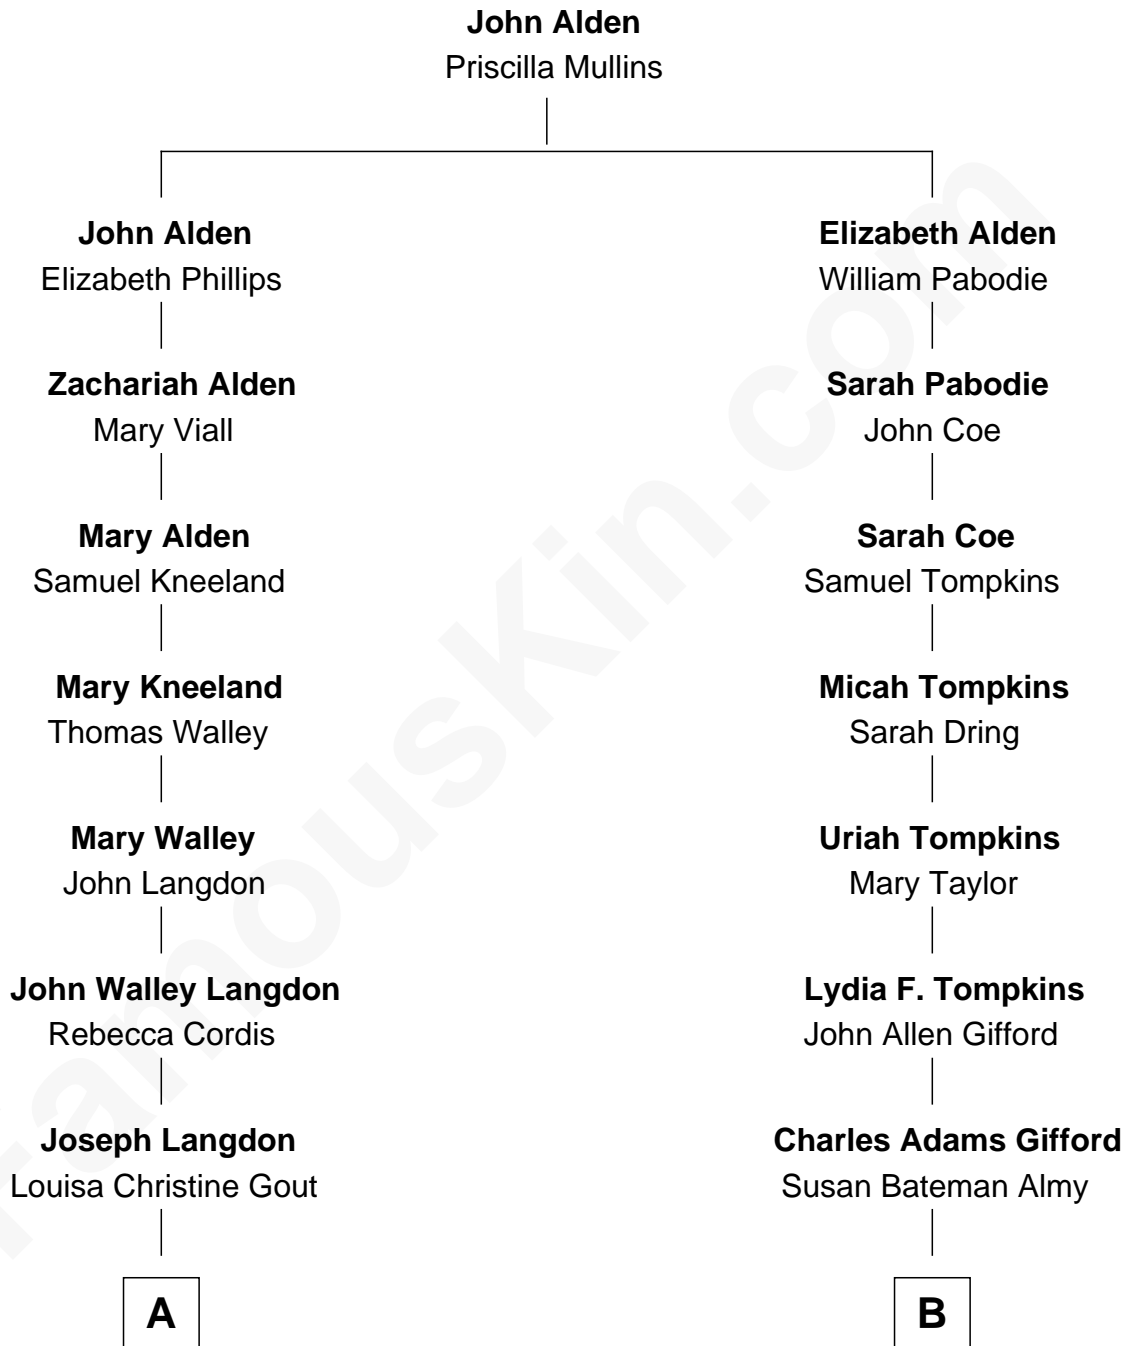 John Alden
Priscilla Mullins
John Alden
Elizabeth Phillips
Zachariah Alden
Mary Viall
Mary Alden
Samuel Kneeland
Mary Kneeland
Thomas Walley
Mary Walley
John Langdon
John Walley Langdon
Rebecca Cordis
Joseph Langdon
Louisa Christine Gout
A
Elizabeth Alden
William Pabodie
Sarah Pabodie
John Coe
Sarah Coe
Samuel Tompkins
Micah Tompkins
Sarah Dring
Uriah Tompkins
Mary Taylor
Lydia F. Tompkins
John Allen Gifford
Charles Adams Gifford
Susan Bateman Almy
B
FamousKin.com